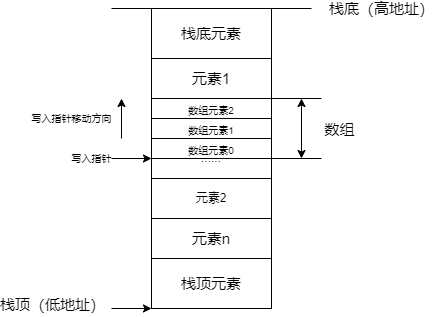 栈底（高地址）
栈底元素
元素1
数组元素2
写入指针移动方向
数组元素1
数组
数组元素0
写入指针
......
元素2
元素n
栈顶元素
栈顶（低地址）